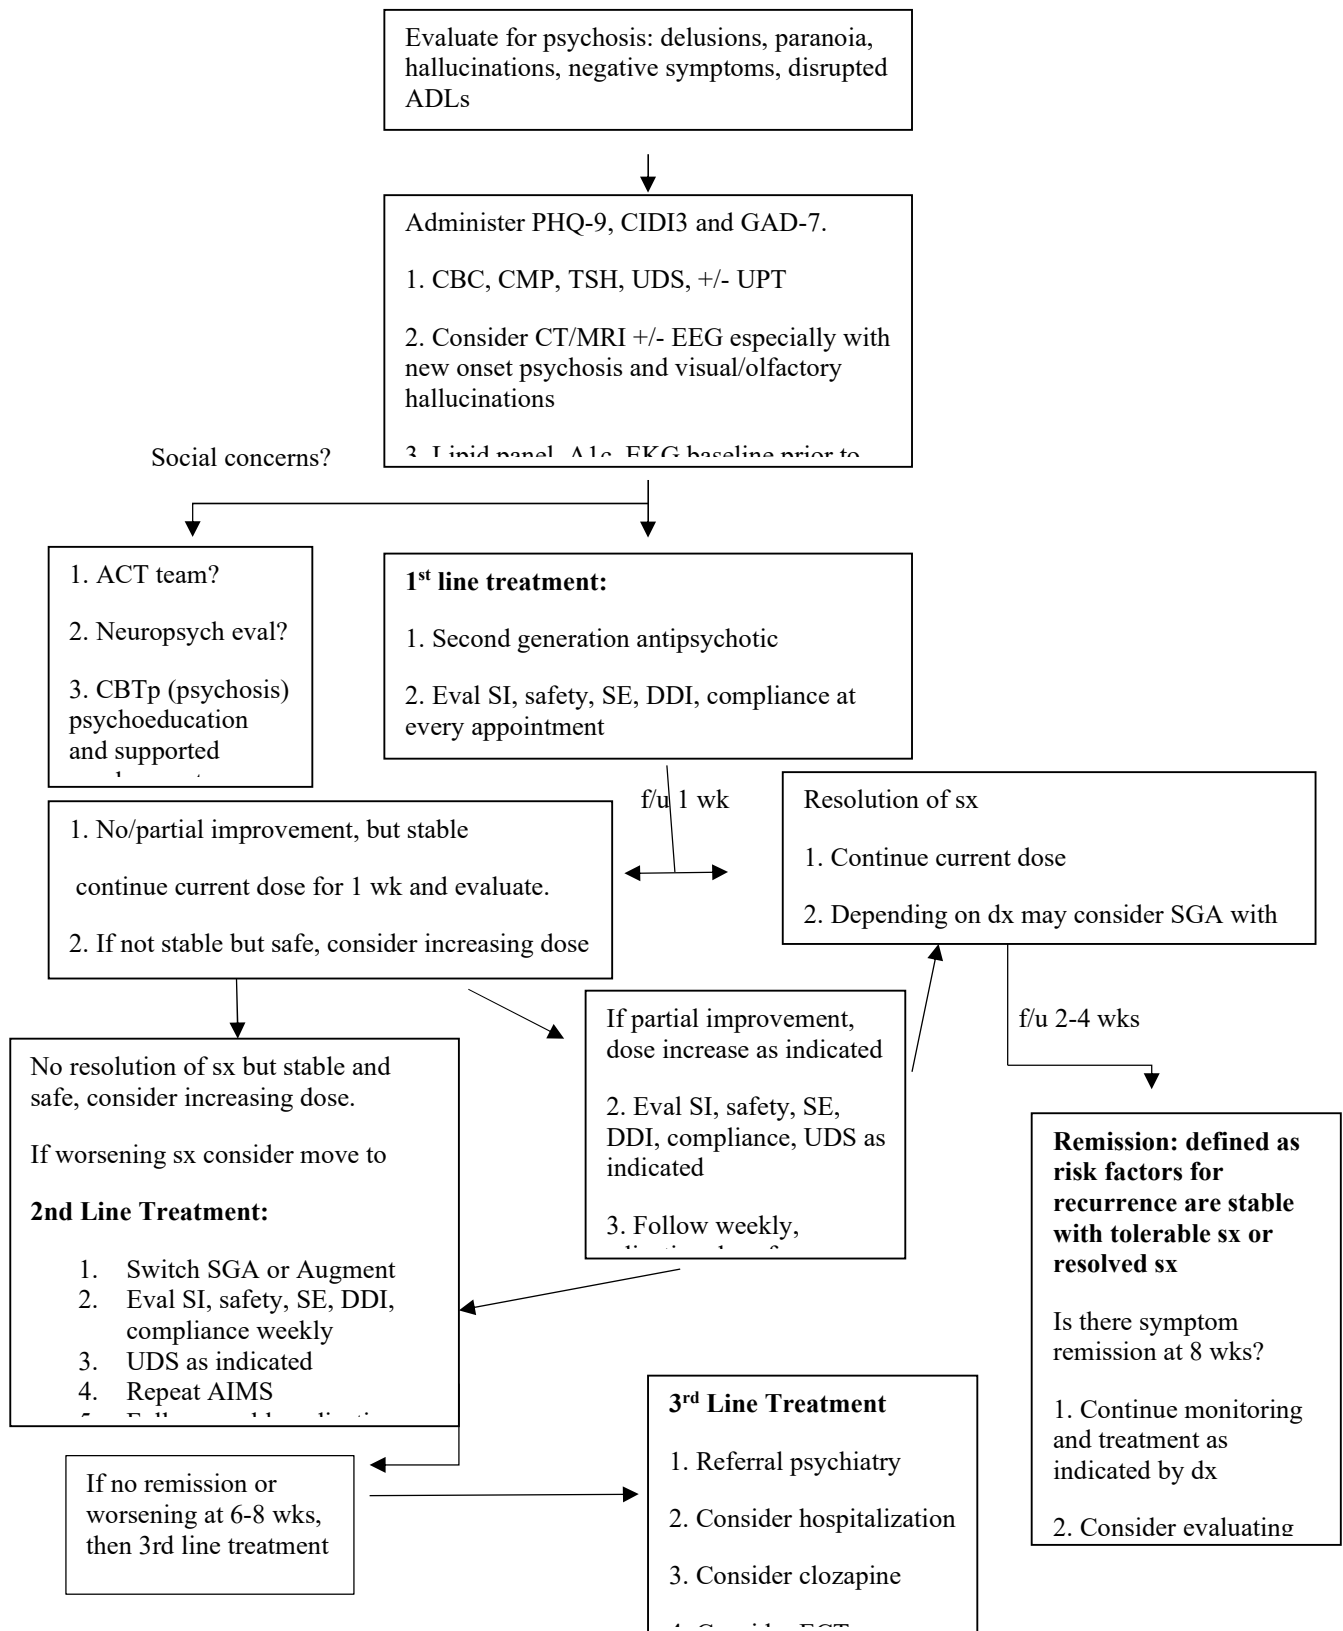 Evaluate for psychosis: delusions, paranoia,
hallucinations, negative symptoms, disrupted
ADLs
Administer PHQ-9, CIDI3 and GAD-7.
1. CBC, CMP, TSH, UDS, +/- UPT
2. Consider CT/MRI +/- EEG especially with
new onset psychosis and visual/olfactory
hallucinations
3. Lipid panel, A1c, EKG baseline prior to
Social concerns?
1. ACT team?
2. Neuropsych eval?
3. CBTp (psychosis)
psychoeducation
and supported
1st line treatment:
1. Second generation antipsychotic
2. Eval SI, safety, SE, DDI, compliance at
every appointment
f/u 1 wk
1. No/partial improvement, but stable
continue current dose for 1 wk and evaluate.
2. If not stable but safe, consider increasing dose
Resolution of sx
1. Continue current dose
2. Depending on dx may consider SGA with
f/u 2-4 wks
If partial improvement,
dose increase as indicated
2. Eval SI, safety, SE,
DDI, compliance, UDS as
indicated
3. Follow weekly,
No resolution of sx but stable and
safe, consider increasing dose.
If worsening sx consider move to
2nd Line Treatment:
1. Switch SGA or Augment
2. Eval SI, safety, SE, DDI,
compliance weekly
3. UDS as indicated
4. Repeat AIMS
Remission: defined as
risk factors for
recurrence are stable
with tolerable sx or
resolved sx
Is there symptom
remission at 8 wks?
1. Continue monitoring
and treatment as
indicated by dx
2. Consider evaluating
If no remission or
worsening at 6-8 wks,
then 3rd line treatment
3rd Line Treatment
1. Referral psychiatry
2. Consider hospitalization
3. Consider clozapine
4. Consider ECT